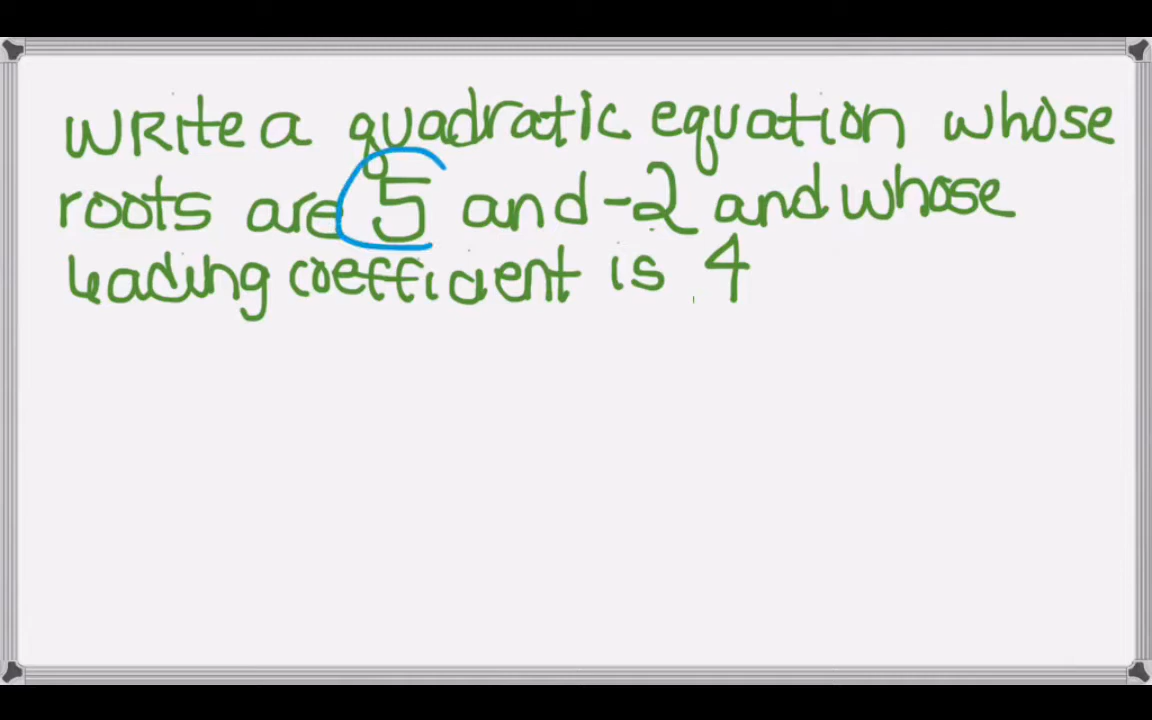 Write a quadratic equation whose
roots are 5 and -2 and whose
leading coefficient is 4